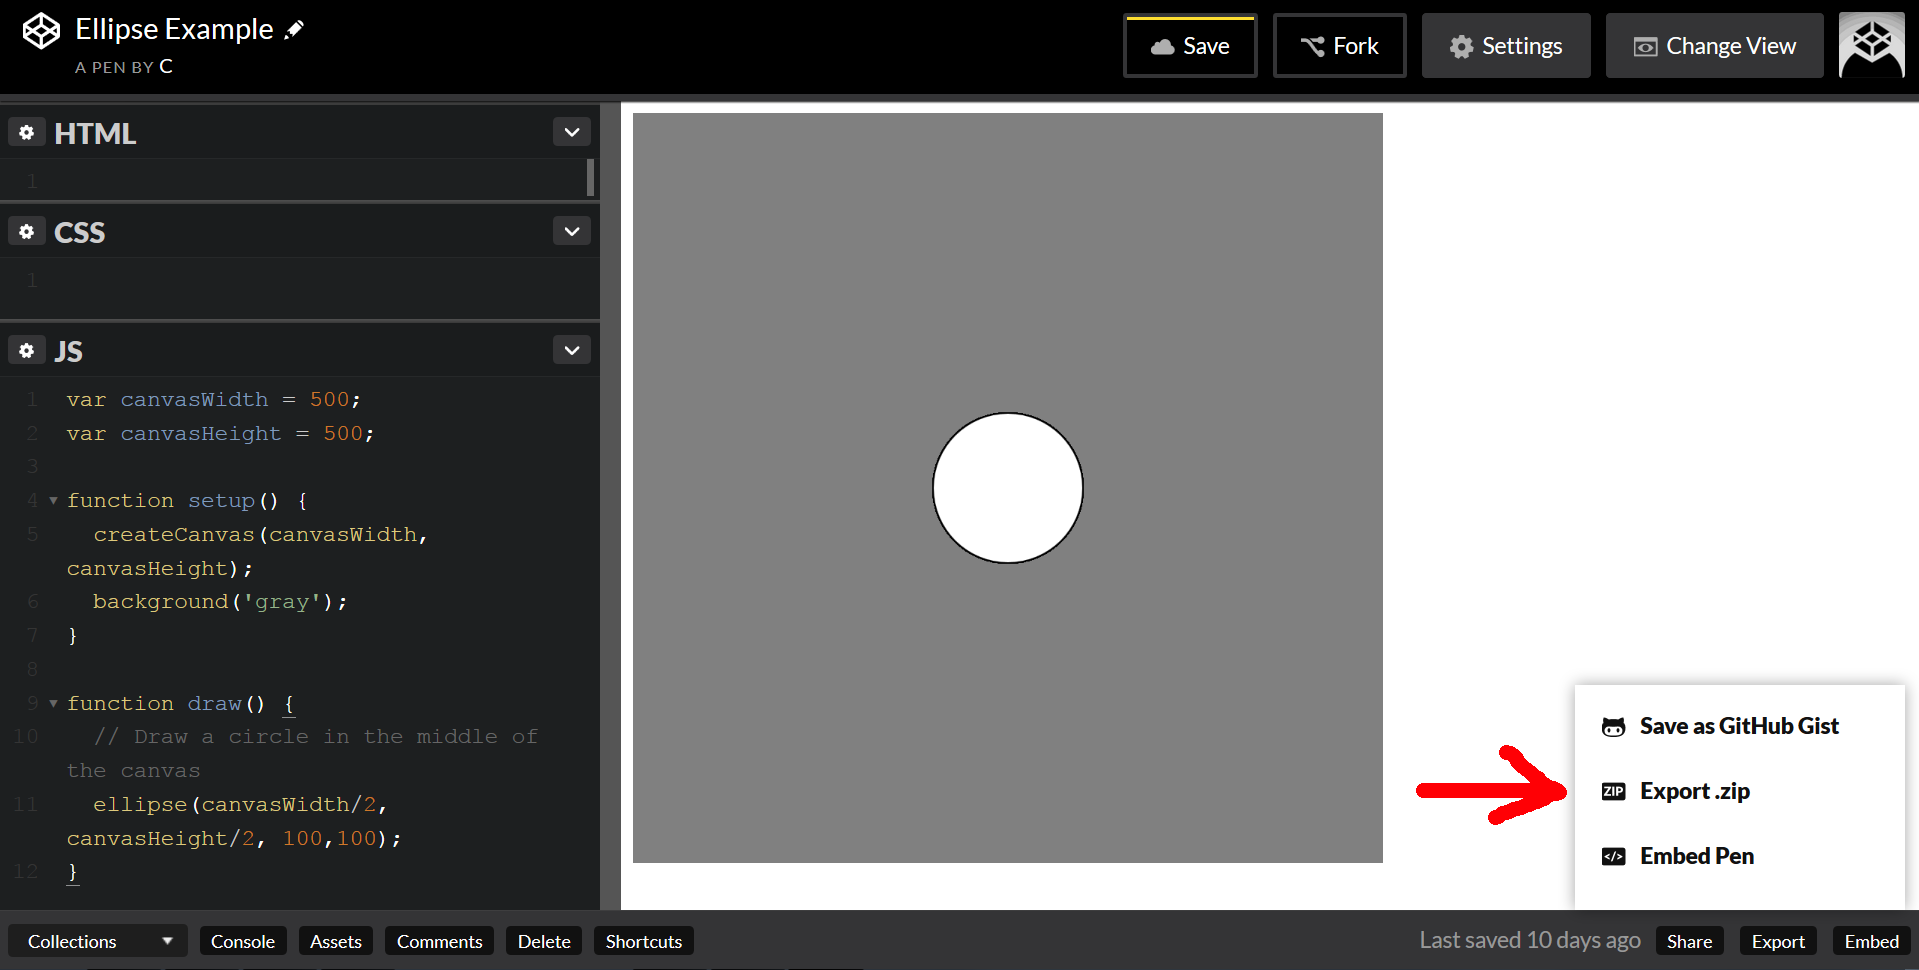 Ellipse Example
A PEN BY C
Save
Fork
Settings
Change View
HTML
1
CSS
1
JS
1 var canvasWidth = 500;
2 var canvasHeight = 500;
3
4 function setup() {
5 createCanvas(canvasWidth,
canvasHeight);
6 background('gray');
7 }
8
9 function draw() {
10 // Draw a circle in the middle of
the canvas
11 ellipse(canvasWidth/2,
canvasHeight/2, 100,100);
12 }
Save as GitHub Gist
ZIP Export .zip
</> Embed Pen
Collections
Console
Assets
Comments
Delete
Shortcuts
Last saved 10 days ago
Share
Export
Embed